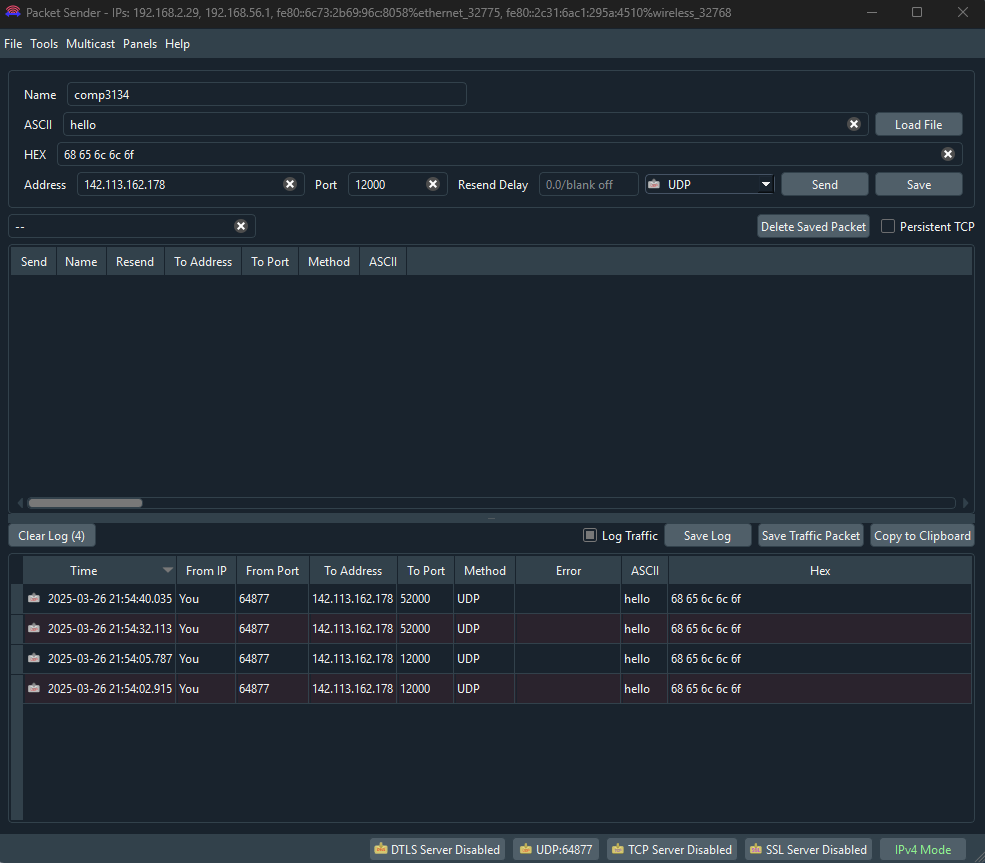 Packet Sender - IPs: 192.168.2.29, 192.168.56.1, fe80::6c73:2b69:96c:8058%ethernet_32775, fe80::2c31:6ac1:295a:4510%wireless_32768
File Tools Multicast Panels Help
Name comp3134
ASCII hello Load File
HEX 68 65 6c 6c 6f
Address 142.113.162.178 Port 12000 Resend Delay 0.0/blank off UDP Send Save
-- Delete Saved Packet Persistent TCP
Send Name Resend To Address To Port Method ASCII
Clear Log (4) Log Traffic Save Log Save Traffic Packet Copy to Clipboard
Time From IP From Port To Address To Port Method Error ASCII Hex
2025-03-26 21:54:40.035 You 64877 142.113.162.178 52000 UDP hello 68 65 6c 6c 6f
2025-03-26 21:54:32.113 You 64877 142.113.162.178 52000 UDP hello 68 65 6c 6c 6f
2025-03-26 21:54:05.787 You 64877 142.113.162.178 12000 UDP hello 68 65 6c 6c 6f
2025-03-26 21:54:02.915 You 64877 142.113.162.178 12000 UDP hello 68 65 6c 6c 6f
DTLS Server Disabled UDP:64877 TCP Server Disabled SSL Server Disabled IPv4 Mode